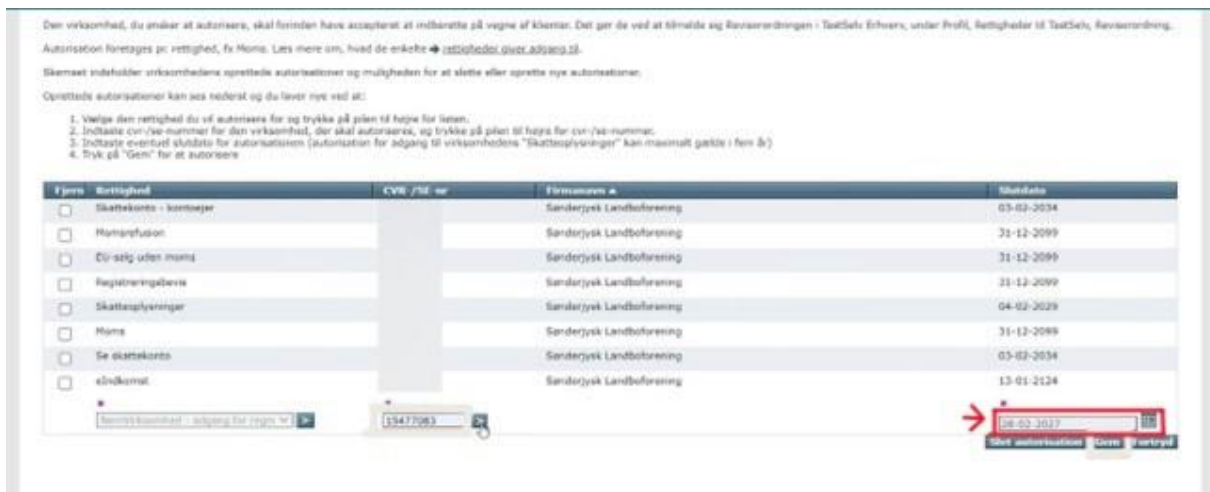 Den virksomhed, du ønsker at autorisere, skal forinden have accepteret at indberette på vegne af klienter. Det gør de ved at tilmelde sig Revisorordningen i TastSelv Erhverv, under Profil, Rettigheder til TastSelv, Revisorordning.
Autorisation foretages pr. rettighed, fx Moms. Læs mere om, hvad de enkelte rettigheder giver adgang til.
Skemaet indeholder virksomhedens oprettede autorisationer og muligheden for at slette eller oprette nye autorisationer.
Oprettede autorisationer kan ses nederst og du laver nye ved at:
1. Vælge den rettighed du vil autorisere for og trykke på pilen til højre for listen.
2. Indtaste cvr-/se-nummer for den virksomhed, der skal autoriseres, og trykke på pilen til højre for cvr-/se-nummer.
3. Indtaste eventuel slutdato for autorisationen (autorisation for adgang til virksomhedens "Skatteoplysninger" kan maximalt gælde i fem år)
4. Tryk på "Gem" for at autorisere
Fjern Rettighed CVR-/SE-nr Firmanavn Slutdato
Skattekonto - kontoejer Sønderjysk Landboforening 03-02-2034
Momsrefusion Sønderjysk Landboforening 31-12-2099
EU-salg uden moms Sønderjysk Landboforening 31-12-2099
Registreringsbevis Sønderjysk Landboforening 31-12-2099
Skatteoplysninger Sønderjysk Landboforening 04-02-2029
Moms Sønderjysk Landboforening 31-12-2099
Se skattekonto Sønderjysk Landboforening 03-02-2034
eIndkomst Sønderjysk Landboforening 13-01-2124
- adgang for 15477083 28-02-2027
Slet autorisation Gem Fortryd